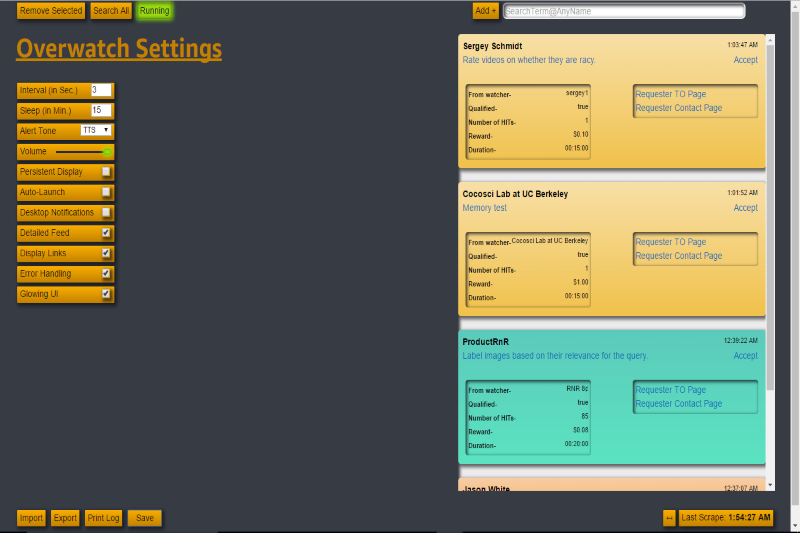 Remove Selected
Search All
Running
Add +
SearchTerm@AnyName
Overwatch Settings
Interval (in Sec.) 3
Sleep (in Min.) 15
Alert Tone TTS
Volume
Persistent Display
Auto-Launch
Desktop Notifications
Detailed Feed
Display Links
Error Handling
Glowing UI
Sergey Schmidt 1:03:47 AM
Rate videos on whether they are racy. Accept
From watcher- sergey1
Qualified- true
Number of HITs- 1
Reward- $0.10
Duration- 00:15:00
Requester TO Page
Requester Contact Page
Cocosci Lab at UC Berkeley 1:01:52 AM
Memory test Accept
From watcher- Cocosci Lab at UC Berkeley
Qualified- true
Number of HITs- 1
Reward- $1.00
Duration- 00:15:00
Requester TO Page
Requester Contact Page
ProductRnR 12:39:22 AM
Label images based on their relevance for the query. Accept
From watcher- RNR 8c
Qualified- true
Number of HITs- 85
Reward- $0.08
Duration- 00:20:00
Requester TO Page
Requester Contact Page
Jason White 12:37:07 AM
Import
Export
Print Log
Save
↔
Last Scrape: 1:54:27 AM